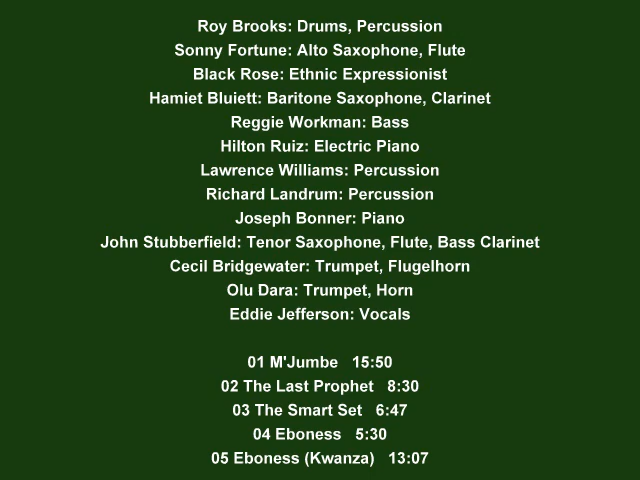 Roy Brooks: Drums, Percussion
Sonny Fortune: Alto Saxophone, Flute
Black Rose: Ethnic Expressionist
Hamiet Bluiett: Baritone Saxophone, Clarinet
Reggie Workman: Bass
Hilton Ruiz: Electric Piano
Lawrence Williams: Percussion
Richard Landrum: Percussion
Joseph Bonner: Piano
John Stubberfield: Tenor Saxophone, Flute, Bass Clarinet
Cecil Bridgewater: Trumpet, Flugelhorn
Olu Dara: Trumpet, Horn
Eddie Jefferson: Vocals
01 M'Jumbe 15:50
02 The Last Prophet 8:30
03 The Smart Set 6:47
04 Eboness 5:30
05 Eboness (Kwanza) 13:07